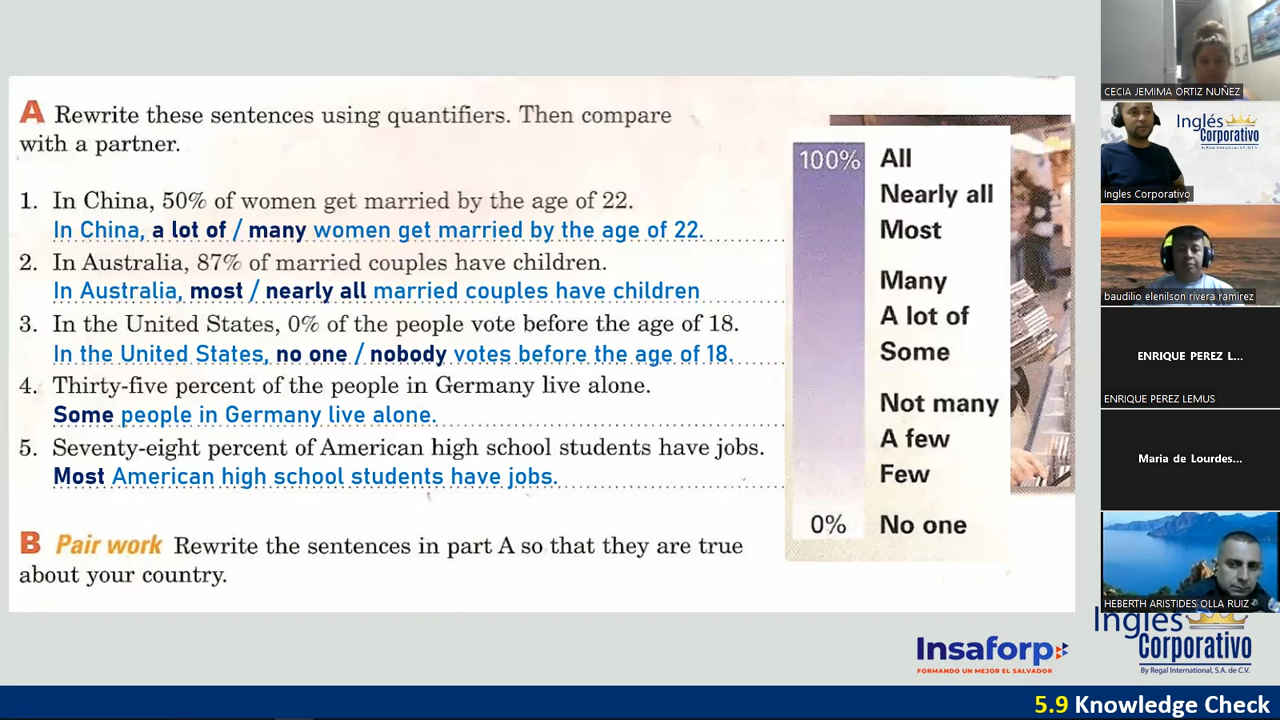 A Rewrite these sentences using quantifiers. Then compare
with a partner.
1. In China, 50% of women get married by the age of 22.
In China, a lot of / many women get married by the age of 22.
2. In Australia, 87% of married couples have children.
In Australia, most / nearly all married couples have children
3. In the United States, 0% of the people vote before the age of 18.
In the United States, no one / nobody votes before the age of 18.
4. Thirty-five percent of the people in Germany live alone.
Some people in Germany live alone.
5. Seventy-eight percent of American high school students have jobs.
Most American high school students have jobs.
B Pair work Rewrite the sentences in part A so that they are true
about your country.
100% All
Nearly all
Most
Many
A lot of
Some
Not many
A few
Few
0% No one
CECIA JEMIMA ORTIZ NUÑEZ
Inglés
Corporativo
By Regal International, S.A. de C.V.
Ingles Corporativo
baudilio elenilson rivera ramirez
ENRIQUE PEREZ L...
ENRIQUE PEREZ LEMUS
Maria de Lourdes...
HEBERTH ARISTIDES OLLA RUIZ
Insaforp
FORMANDO UN MEJOR EL SALVADOR
Inglés
Corporativo
By Regal International, S.A. de C.V.
5.9 Knowledge Check